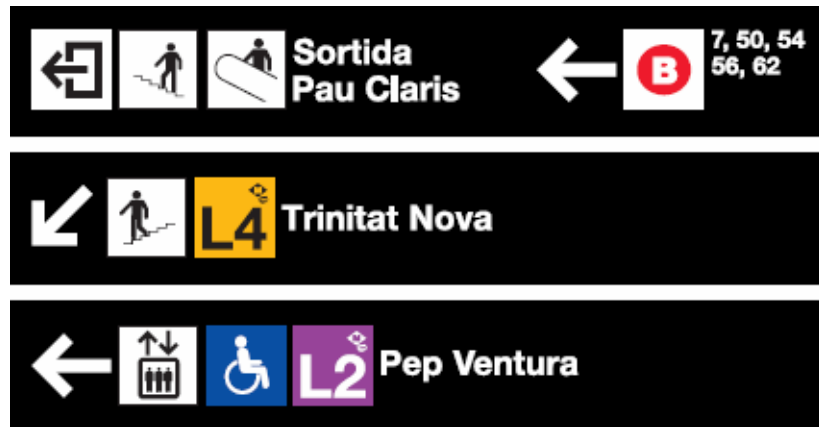 Sortida
Pau Claris
B
7, 50, 54
56, 62
L4 Trinitat Nova
L2 Pep Ventura